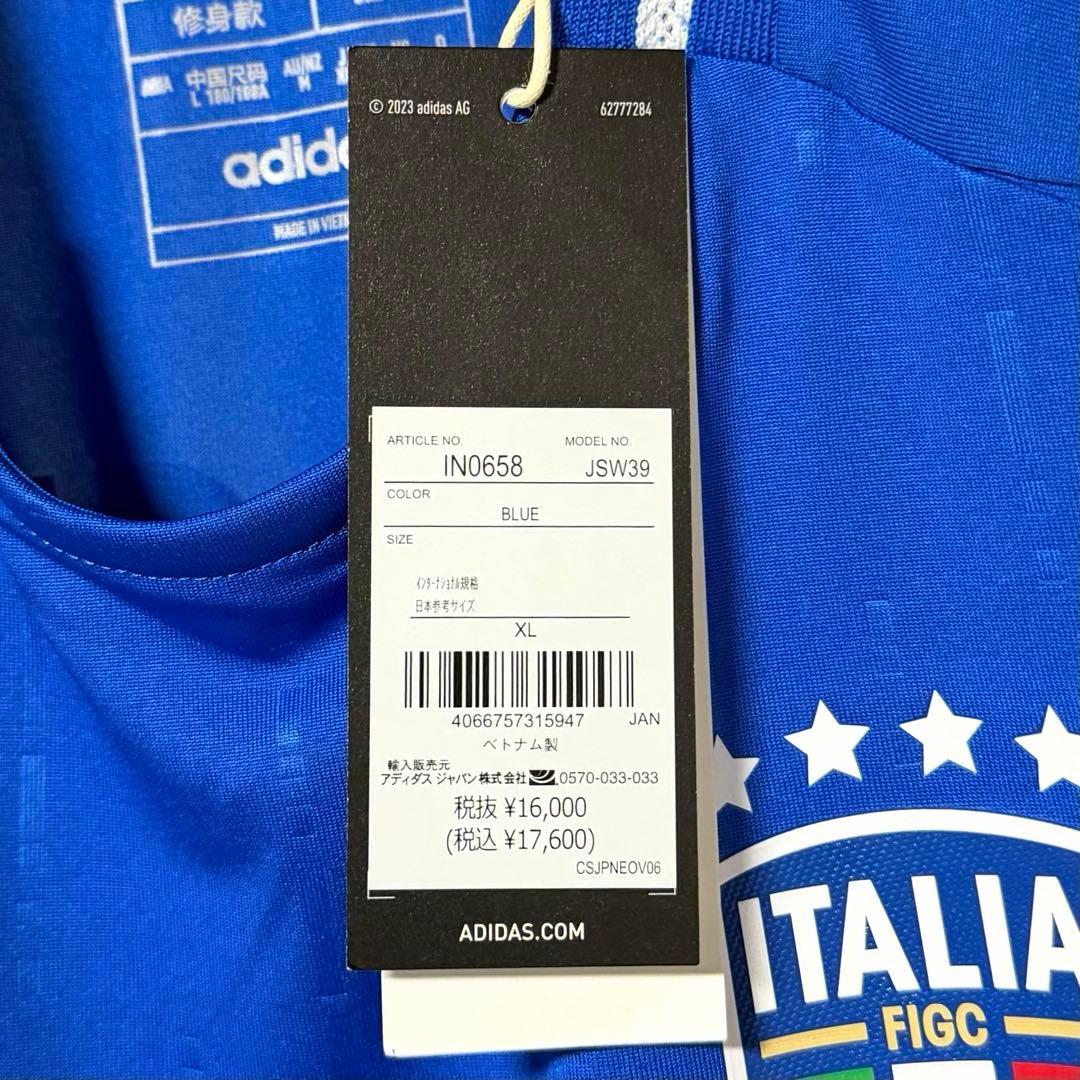 修身款
中国尺码
AU/NZ
L 180/108A
M
adid
MADE IN VIETN
© 2023 adidas AG
62777284
ARTICLE NO.
MODEL NO.
IN0658
JSW39
COLOR
BLUE
SIZE
インターナショナル規格
日本参考サイズ
XL
4066757315947 JAN
ベトナム製
輸入販売元
アディダス ジャパン株式会社 0570-033-033
税抜 ¥16,000
(税込 ¥17,600)
CSJPNEOV06
ADIDAS.COM
ITALIA
FIGC